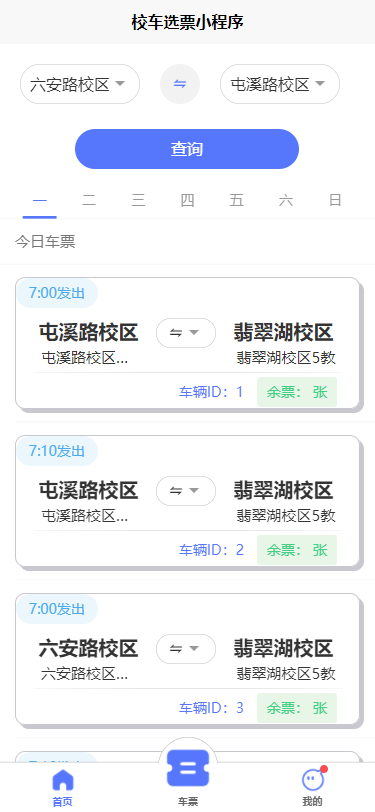 校车选票小程序
六安路校区 屯溪路校区
查询
一 二 三 四 五 六 日
今日车票
7:00发出
屯溪路校区 翡翠湖校区
屯溪路校区... 翡翠湖校区5教
车辆ID：1 余票： 张
7:10发出
屯溪路校区 翡翠湖校区
屯溪路校区... 翡翠湖校区5教
车辆ID：2 余票： 张
7:00发出
六安路校区 翡翠湖校区
六安路校区... 翡翠湖校区5教
车辆ID：3 余票： 张
首页 车票 我的